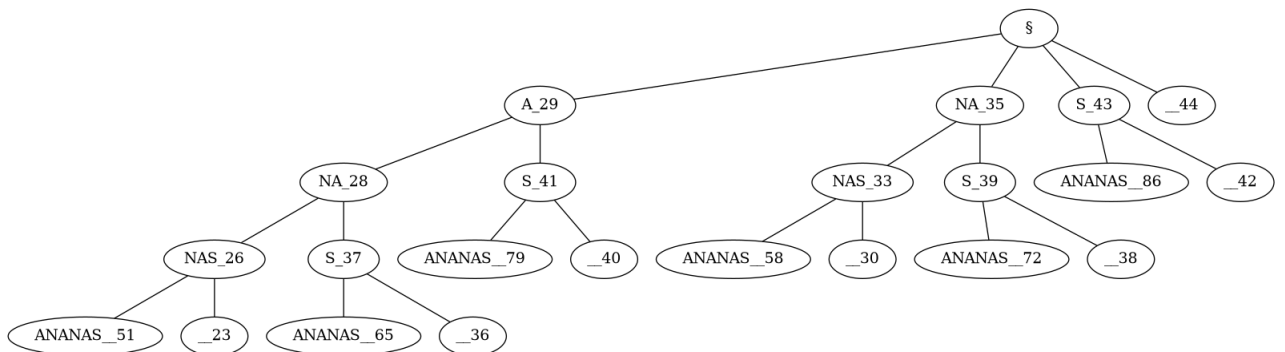 §
A_29 NA_35 S_43 __44
NA_28 S_41 NAS_33 S_39 ANANAS__86 __42
NAS_26 S_37 ANANAS__79 __40 ANANAS__58 __30 ANANAS__72 __38
ANANAS__51 __23 ANANAS__65 __36